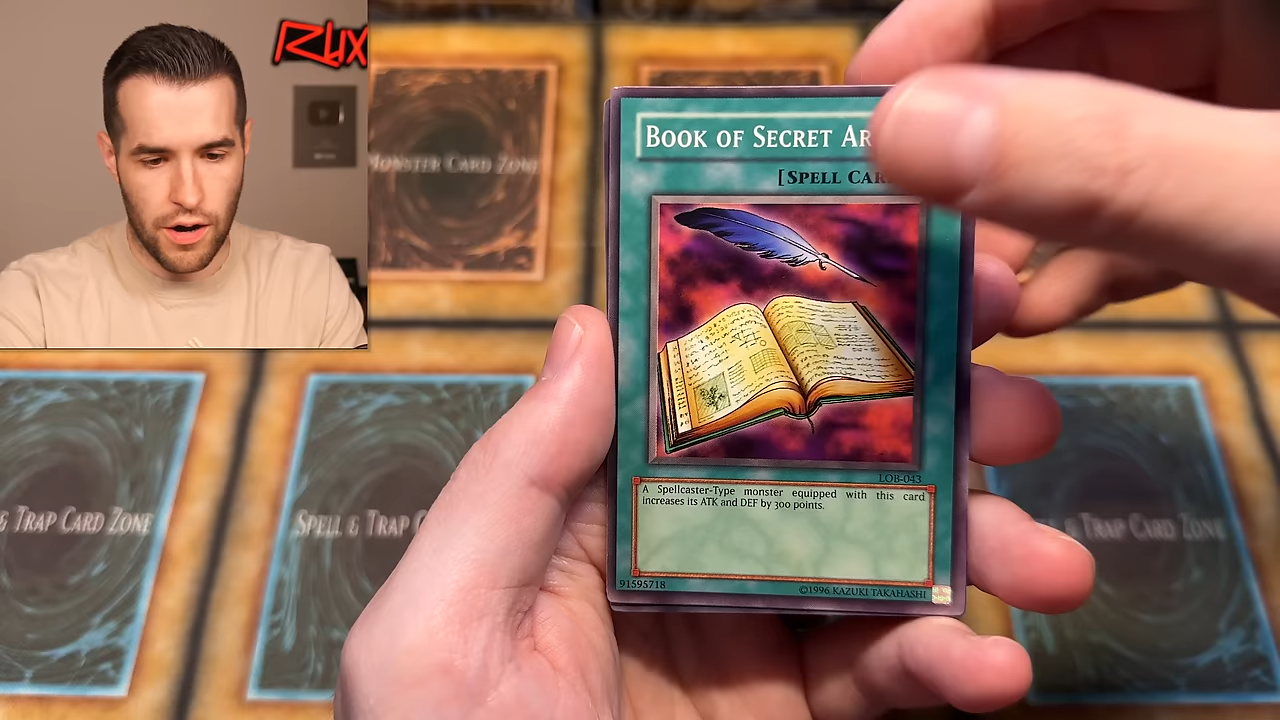 Rhx
MONSTER CARD ZONE
BOOK OF SECRET AR
[SPELL CAR
LOB-043
A Spellcaster-Type monster equipped with this card
increases its ATK and DEF by 300 points.
91595718
©1996 KAZUKI TAKAHASHI
& TRAP CARD ZONE
SPELL & TRAP C
& TRAP CARD ZONE